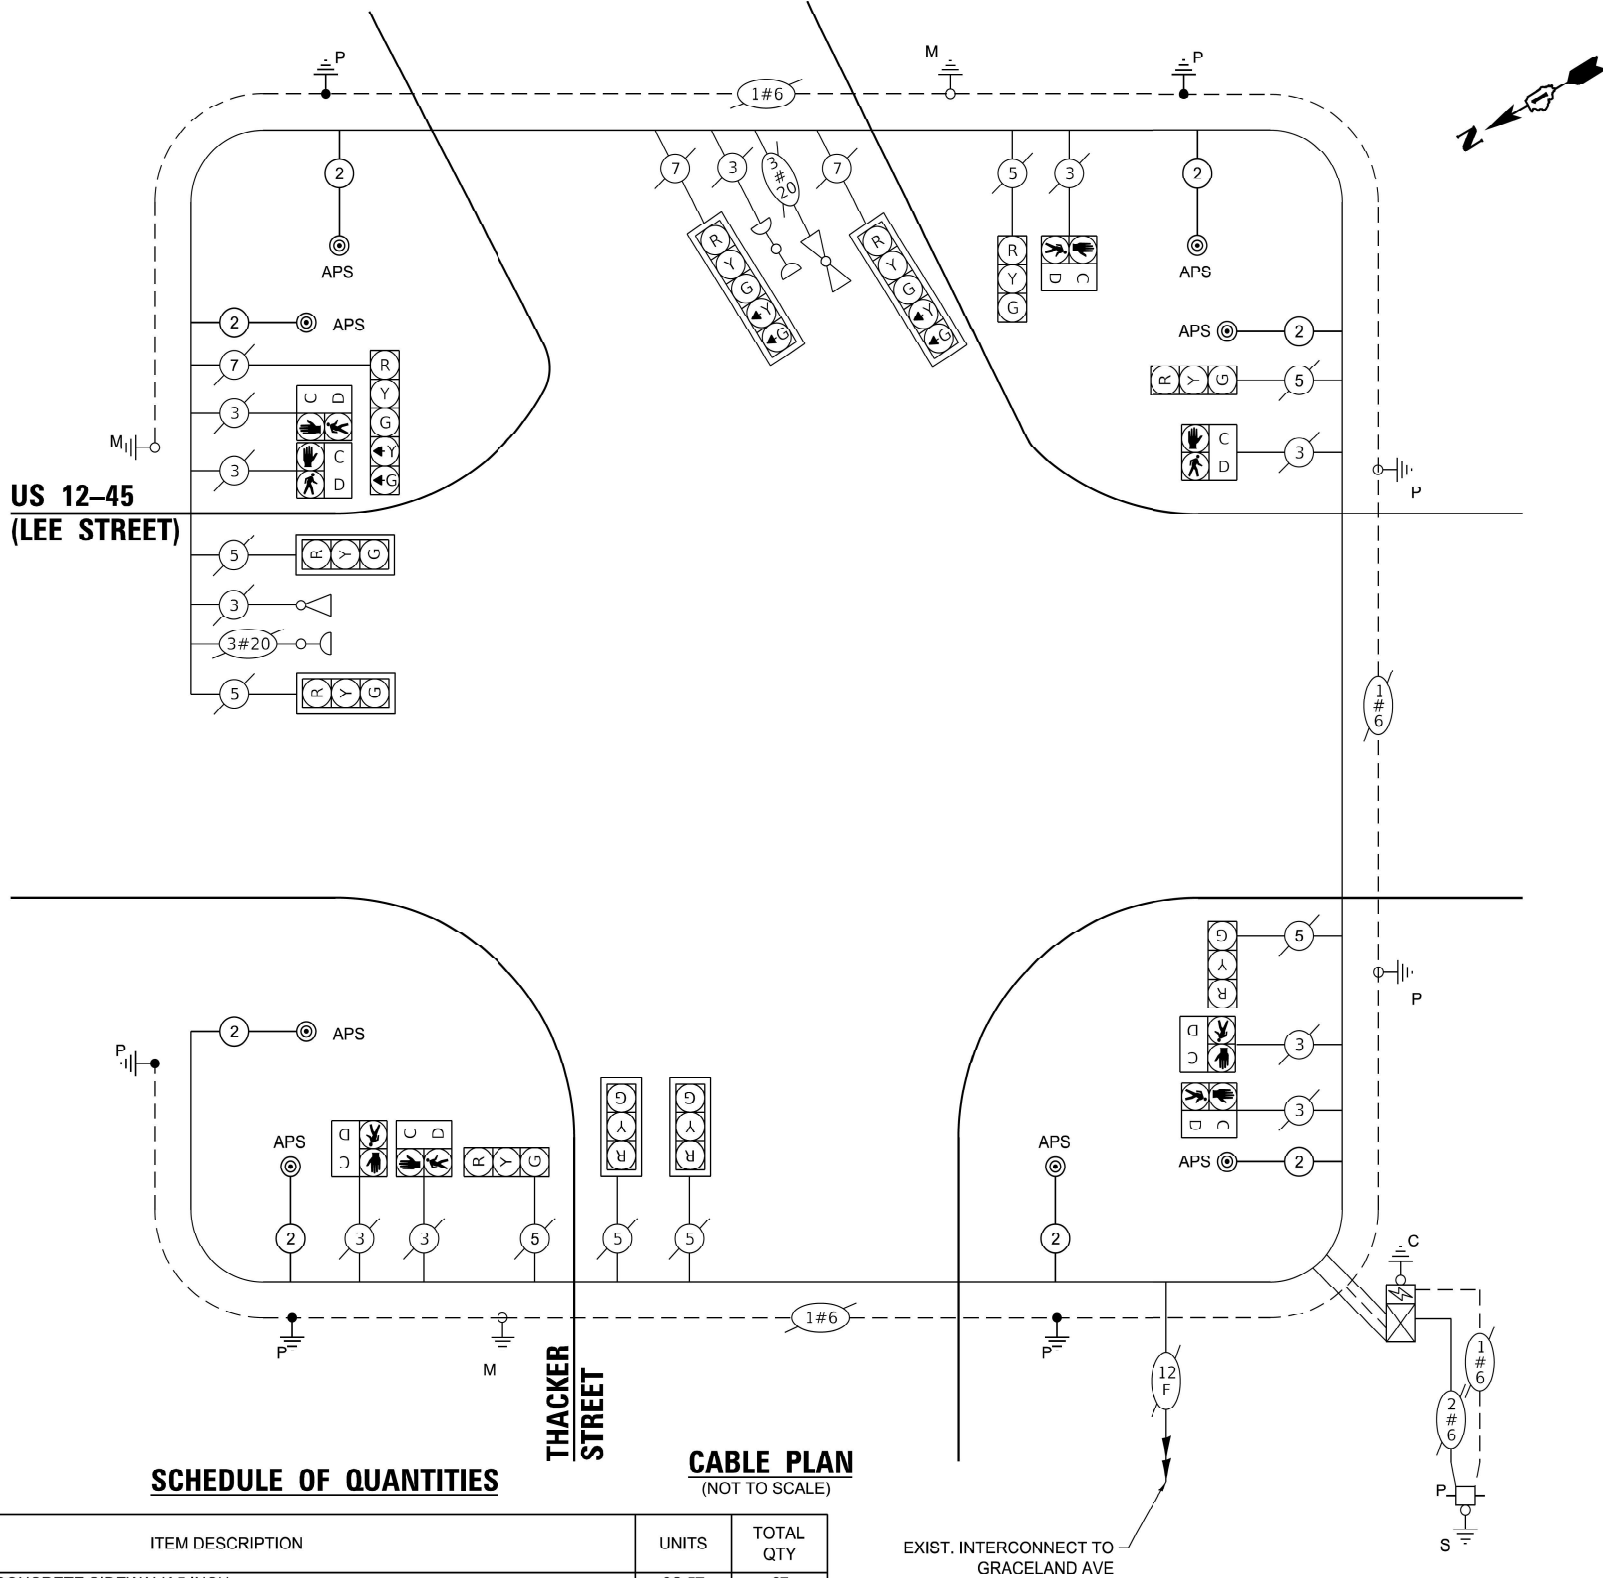 P
M
P
1#6
N
2
7
3
3
#
20
7
5
3
2
R
Y
G
Y
G
R
Y
G
Y
G
R
Y
G
D C
APS
APS
2
APS
APS
2
7
R
Y
G
Y
G
R Y G
5
3
C D
3
C
D
C
D
3
M
P
US 12–45
(LEE STREET)
5
R Y G
3
3#20
5
R Y G
1
#
6
G
Y
R
5
P
2
APS
D
C
3
P
D C
3
APS
APS
APS
2
D
C
C D
R Y G
G
Y
R
G
Y
R
2
3
3
5
5
5
2
C
P
M
1#6
P
12
F
1
#
6
2
#
6
THACKER
STREET
SCHEDULE OF QUANTITIES
CABLE PLAN
(NOT TO SCALE)
P
S
ITEM DESCRIPTION
UNITS
TOTAL
QTY
EXIST. INTERCONNECT TO
GRACELAND AVE